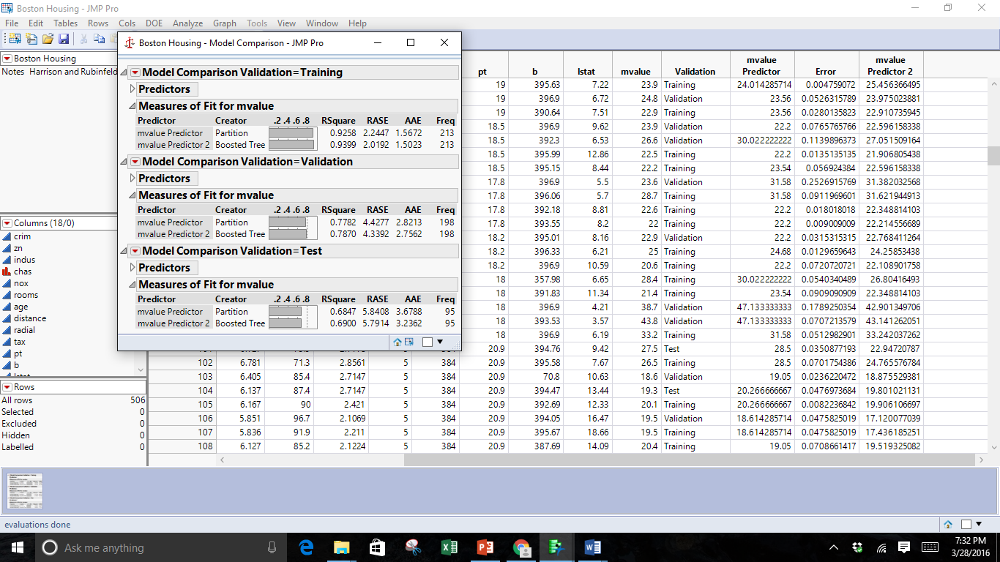 Boston Housing - JMP Pro
File Edit Tables Rows Cols DOE Analyze Graph Tools View Window Help
Boston Housing
Notes Harrison and Rubinfeld
Columns (18/0)
crim
zn
indus
chas
nox
rooms
age
distance
radial
tax
pt
b
Rows
All rows 506
Selected 0
Excluded 0
Hidden 0
Labelled 0
Boston Housing - Model Comparison - JMP Pro
Model Comparison Validation=Training
Predictors
Measures of Fit for mvalue
Predictor Creator .2 .4 .6 .8 RSquare RASE AAE Freq
mvalue Predictor Partition 0.9258 2.2447 1.5672 213
mvalue Predictor 2 Boosted Tree 0.9399 2.0192 1.5023 213
Model Comparison Validation=Validation
Predictors
Measures of Fit for mvalue
Predictor Creator .2 .4 .6 .8 RSquare RASE AAE Freq
mvalue Predictor Partition 0.7782 4.4277 2.8213 198
mvalue Predictor 2 Boosted Tree 0.7870 4.3392 2.7562 198
Model Comparison Validation=Test
Predictors
Measures of Fit for mvalue
Predictor Creator .2 .4 .6 .8 RSquare RASE AAE Freq
mvalue Predictor Partition 0.6847 5.8408 3.6788 95
mvalue Predictor 2 Boosted Tree 0.6900 5.7914 3.2362 95
mvalue mvalue
pt b lstat mvalue Validation Predictor Error Predictor 2
19 395.63 7.22 23.9 Training 24.014285714 0.004759072 25.456366495
19 396.9 6.72 24.8 Validation 23.56 0.0526315789 23.975023881
19 390.64 7.51 22.9 Training 23.56 0.0280135823 22.910735945
18.5 396.9 9.62 23.9 Validation 22.2 0.0765765766 22.596158338
18.5 392.3 6.53 26.6 Validation 30.022222222 0.1139896373 27.051509164
18.5 395.99 12.86 22.5 Training 22.2 0.0135135135 21.906805438
18.5 395.15 8.44 22.2 Training 23.54 0.056924384 22.596158338
17.8 396.9 5.5 23.6 Validation 31.58 0.2526915769 31.382032568
17.8 396.06 5.7 28.7 Training 31.58 0.0911969601 31.621944913
17.8 392.18 8.81 22.6 Training 22.2 0.018018018 22.348814103
17.8 393.55 8.2 22 Training 22.2 0.009009009 22.214556689
18.2 395.01 8.16 22.9 Validation 22.2 0.0315315315 22.768411264
18.2 396.33 6.21 25 Training 24.68 0.0129659643 24.25853438
18.2 396.9 10.59 20.6 Training 22.2 0.0720720721 22.108901758
18 357.98 6.65 28.4 Training 30.022222222 0.0540340489 26.80416493
18 391.83 11.34 21.4 Training 23.54 0.0909090909 22.348814103
18 396.9 4.21 38.7 Validation 47.133333333 0.1789250354 42.901349706
18 393.53 3.57 43.8 Validation 47.133333333 0.0707213579 43.141262051
18 396.9 6.19 33.2 Training 31.58 0.0512982901 33.242037262
20.9 394.76 9.42 27.5 Test 28.5 0.0350877193 22.94720787
102 6.781 71.3 2.8561 5 384 20.9 395.58 7.67 26.5 Training 28.5 0.0701754386 24.765576784
103 6.405 85.4 2.7147 5 384 20.9 70.8 10.63 18.6 Validation 19.05 0.0236220472 18.875529381
104 6.137 87.4 2.7147 5 384 20.9 394.47 13.44 19.3 Test 20.266666667 0.0476973684 19.801021131
105 6.167 90 2.421 5 384 20.9 392.69 12.33 20.1 Training 20.266666667 0.0082236842 19.906106697
106 5.851 96.7 2.1069 5 384 20.9 394.05 16.47 19.5 Validation 18.614285714 0.0475825019 17.120077039
107 5.836 91.9 2.211 5 384 20.9 395.67 18.66 19.5 Training 18.614285714 0.0475825019 17.436185251
108 6.127 85.2 2.1224 5 384 20.9 387.69 14.09 20.4 Training 19.05 0.0708661417 19.519325082
evaluations done
Ask me anything
7:32 PM
3/28/2016